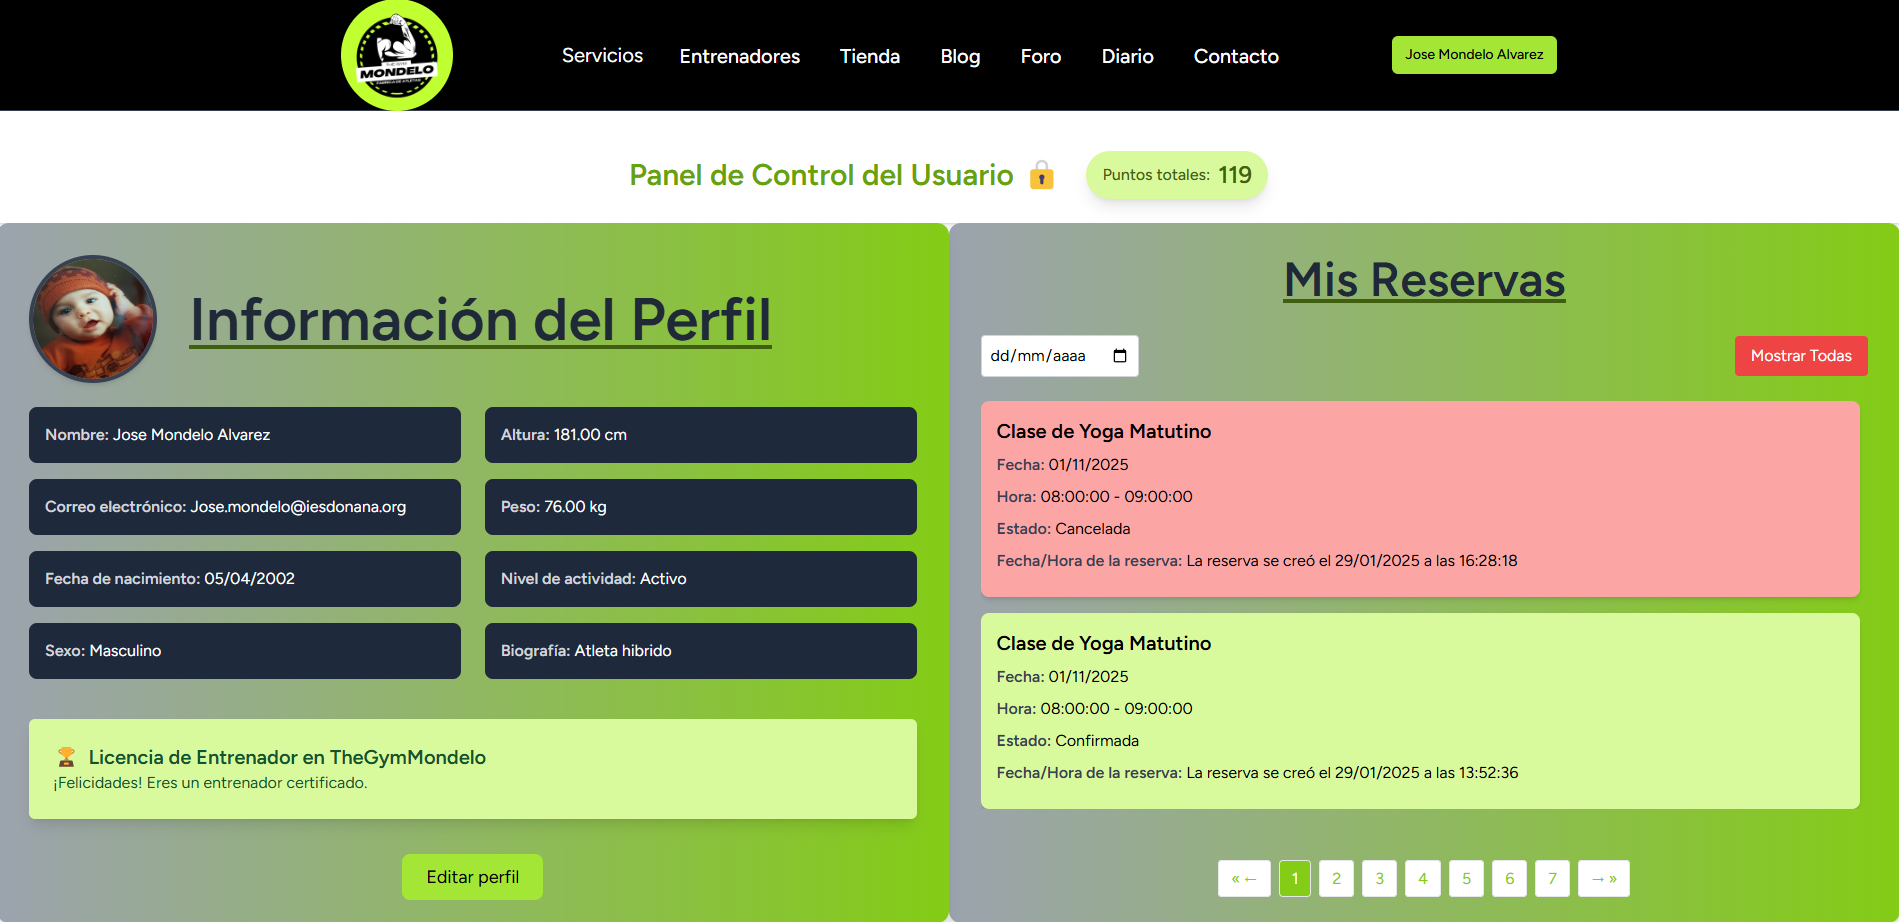 THE GYM
MONDELO
FABRICA DE ATLETAS
Servicios
Entrenadores
Tienda
Blog
Foro
Diario
Contacto
Jose Mondelo Alvarez
Panel de Control del Usuario
Puntos totales: 119
Información del Perfil
Nombre: Jose Mondelo Alvarez
Altura: 181.00 cm
Correo electrónico: Jose.mondelo@iesdonana.org
Peso: 76.00 kg
Fecha de nacimiento: 05/04/2002
Nivel de actividad: Activo
Sexo: Masculino
Biografía: Atleta hibrido
Licencia de Entrenador en TheGymMondelo
¡Felicidades! Eres un entrenador certificado.
Editar perfil
Mis Reservas
dd/mm/aaaa
Mostrar Todas
Clase de Yoga Matutino
Fecha: 01/11/2025
Hora: 08:00:00 - 09:00:00
Estado: Cancelada
Fecha/Hora de la reserva: La reserva se creó el 29/01/2025 a las 16:28:18
Clase de Yoga Matutino
Fecha: 01/11/2025
Hora: 08:00:00 - 09:00:00
Estado: Confirmada
Fecha/Hora de la reserva: La reserva se creó el 29/01/2025 a las 13:52:36
« ← 1 2 3 4 5 6 7 → »